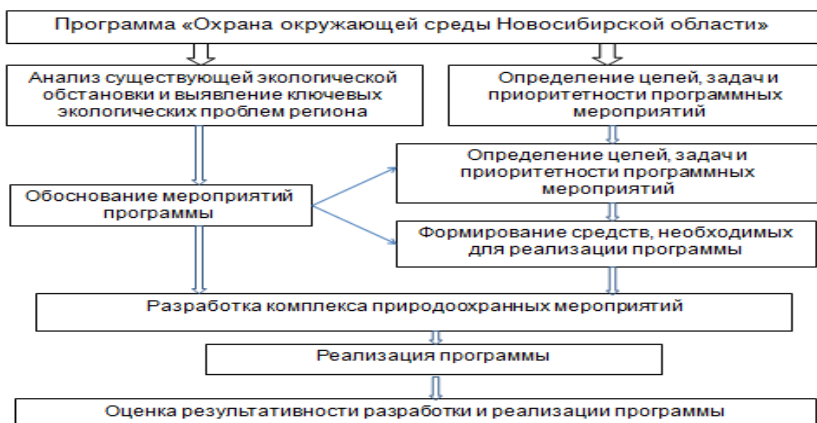 Программа «Охрана окружающей среды Новосибирской области»
Анализ существующей экологической
обстановки и выявление ключевых
экологических проблем региона
Определение целей, задач и
приоритетности программных
мероприятий
Определение целей, задач и
приоритетности программных
мероприятий
Обоснование мероприятий
программы
Формирование средств, необходимых
для реализации программы
Разработка комплекса природоохранных мероприятий
Реализация программы
Оценка результативности разработки и реализации программы